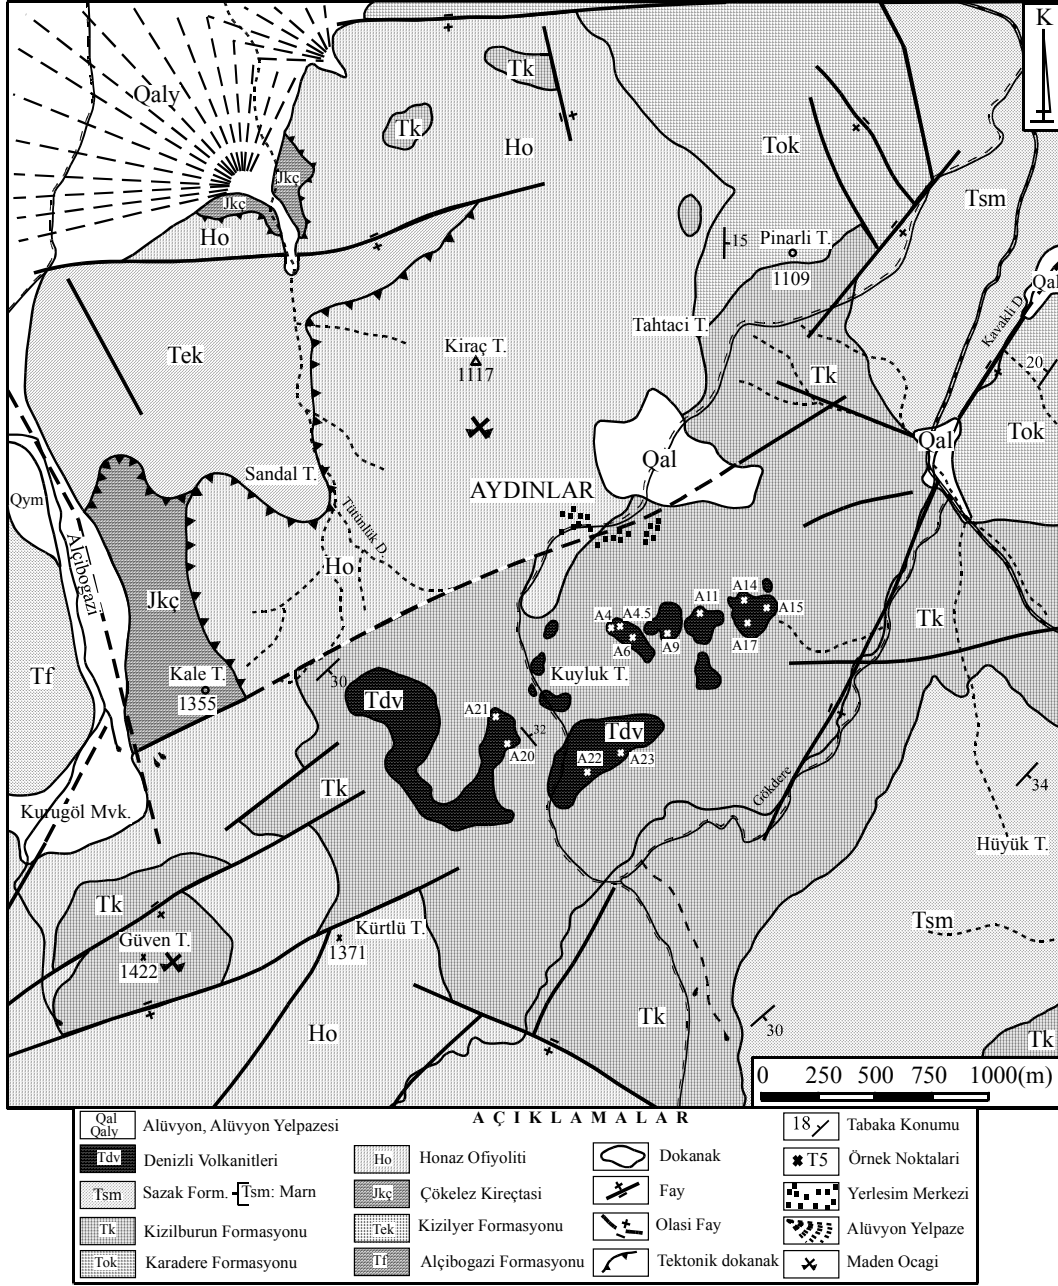 K
Qaly
Tk
Tk
Ho
Tok
Tsm
Jkç
Jkç
Ho
15
Pinarli T.
1109
Qal
Kavakli D.
Tahtaci T.
Tek
Kiraç T.
1117
Tk
20
Tok
Qal
Qal
Sandal T.
AYDINLAR
Qym
Tütünlük D.
Alçibogazi
Ho
Jkç
A14
A11
A15
A4
A4.5
A6
A9
A17
Tk
Tf
Kale T.
1355
30
Kuyluk T.
Tdv
A21
32
Tdv
A20
A22
A23
Tk
Gökdere
34
Kurugöl Mvk.
Hüyük T.
Tk
Güven T.
1422
Kürtlü T.
1371
Tsm
Ho
Tk
30
Tk
0 250 500 750 1000(m)
AÇIKLAMALAR
Qal
Qaly
Alüvyon, Alüvyon Yelpazesi
Tdv
Denizli Volkanitleri
Tsm
Sazak Form.
Tsm: Marn
Tk
Kizilburun Formasyonu
Tok
Karadere Formasyonu
Ho
Honaz Ofiyoliti
Jkç
Çökelez Kireçtasi
Tek
Kizilyer Formasyonu
Tf
Alçibogazi Formasyonu
Dokanak
Fay
Olasi Fay
Tektonik dokanak
18
Tabaka Konumu
T5
Örnek Noktalari
Yerlesim Merkezi
Alüvyon Yelpaze
Maden Ocagi